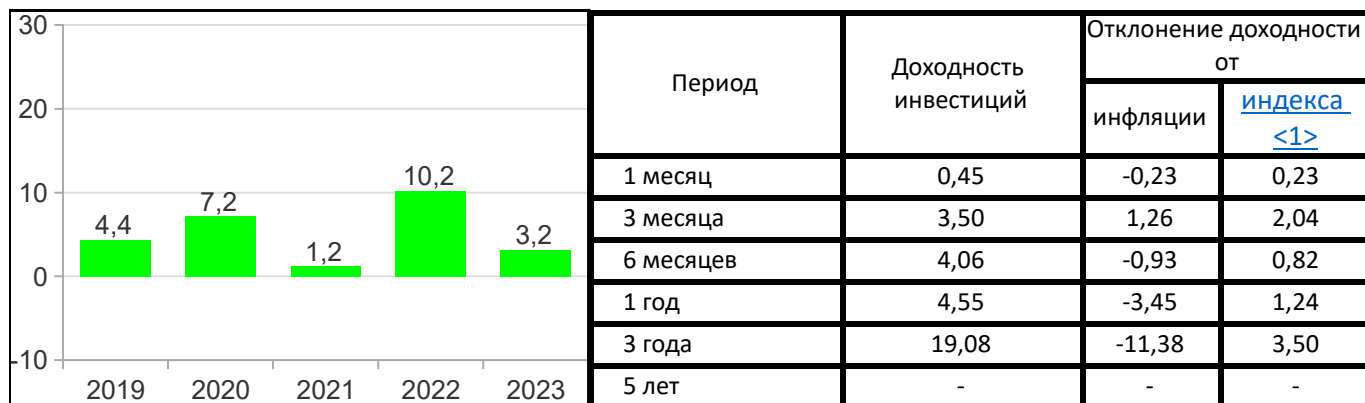 30
20
10
0
-10
4,4
7,2
1,2
10,2
3,2
2019 2020 2021 2022 2023
Период
Доходность
инвестиций
Отклонение доходности
от
инфляции
индекса
<1>
1 месяц 0,45 -0,23 0,23
3 месяца 3,50 1,26 2,04
6 месяцев 4,06 -0,93 0,82
1 год 4,55 -3,45 1,24
3 года 19,08 -11,38 3,50
5 лет - - -